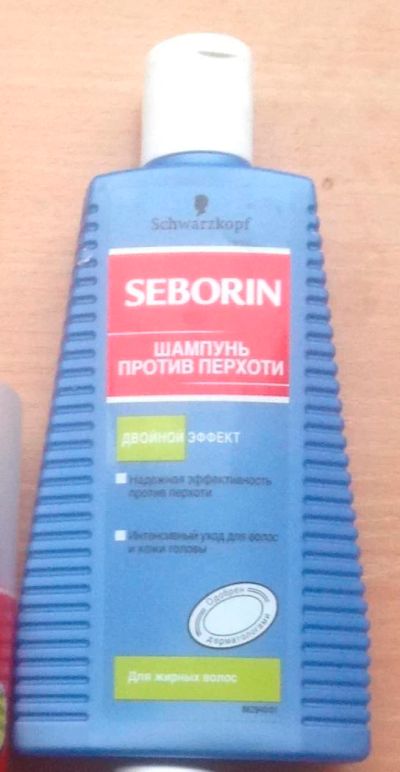 Schwarzkopf
SEBORIN
ШАМПУНЬ
ПРОТИВ ПЕРХОТИ
ДВОЙНОЙ ЭФФЕКТ
Надежная эффективность
против перхоти
Интенсивный уход для волос
и кожи головы
Одобрен
дерматологами
Для жирных волос